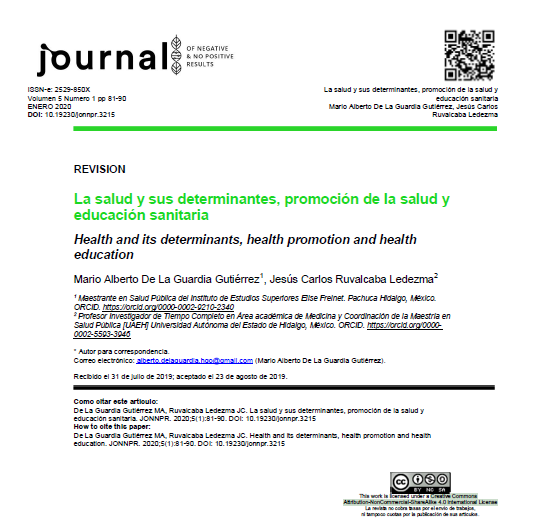 journal
OF NEGATIVE
& NO POSITIVE
RESULTS
ISSN-e: 2529-850X
Volumen 5 Numero 1 pp 81-90
ENERO 2020
DOI: 10.19230/jonnpr.3215
La salud y sus determinantes, promoción de la salud y
educación sanitaria
Mario Alberto De La Guardia Gutiérrez, Jesús Carlos
Ruvalcaba Ledezma
REVISION
La salud y sus determinantes, promoción de la salud y
educación sanitaria
Health and its determinants, health promotion and health
education
Mario Alberto De La Guardia Gutiérrez1, Jesús Carlos Ruvalcaba Ledezma2
1 Maestrante en Salud Pública del Instituto de Estudios Superiores Elise Freinet. Pachuca Hidalgo, México.
ORCID. https://orcid.org/0000-0002-9210-2340
2 Profesor Investigador de Tiempo Completo en Área académica de Medicina y Coordinación de la Maestría en
Salud Pública [UAEH] Universidad Autónoma del Estado de Hidalgo, México. ORCID. https://orcid.org/0000-
0002-5593-3946
* Autor para correspondencia.
Correo electrónico: alberto.delaguardia.hgo@gmail.com (Mario Alberto De La Guardia Gutiérrez).
Recibido el 31 de julio de 2019; aceptado el 23 de agosto de 2019.
Como citar este artículo:
De La Guardia Gutiérrez MA, Ruvalcaba Ledezma JC. La salud y sus determinantes, promoción de la salud y
educación sanitaria. JONNPR. 2020;5(1):81-90. DOI: 10.19230/jonnpr.3215
How to cite this paper:
De La Guardia Gutiérrez MA, Ruvalcaba Ledezma JC. Health and its determinants, health promotion and health
education. JONNPR. 2020;5(1):81-90. DOI: 10.19230/jonnpr.3215
cc
BY NC SA
This work is licensed under a Creative Commons
Attribution-NonCommercial-ShareAlike 4.0 International License
La revista no cobra tasas por el envío de trabajos,
ni tampoco cuotas por la publicación de sus artículos.